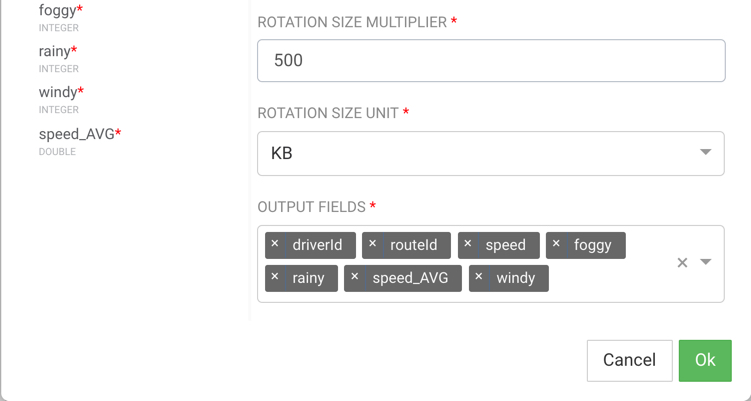 foggy*
INTEGER
rainy*
INTEGER
windy*
INTEGER
speed_AVG*
DOUBLE
ROTATION SIZE MULTIPLIER *
500
ROTATION SIZE UNIT *
KB
OUTPUT FIELDS *
× driverId × routeId × speed × foggy
× rainy × speed_AVG × windy
×
Cancel Ok